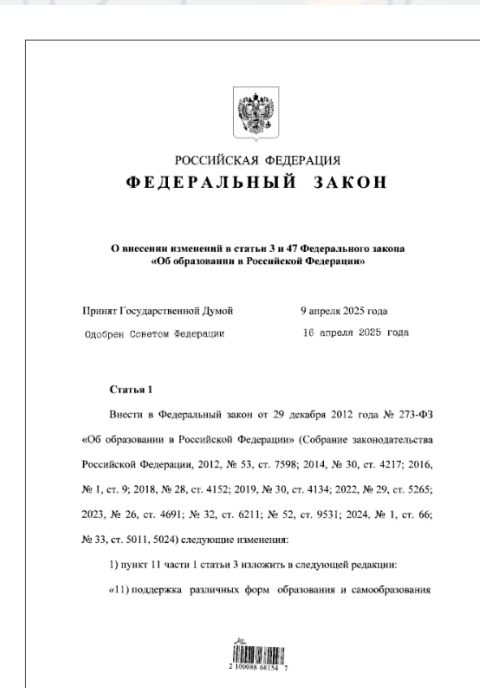 РОССИЙСКАЯ ФЕДЕРАЦИЯ
ФЕДЕРАЛЬНЫЙ ЗАКОН
О внесении изменений в статьи 3 и 47 Федерального закона
«Об образовании в Российской Федерации»
Принят Государственной Думой 9 апреля 2025 года
Одобрен Советом Федерации 16 апреля 2025 года
Статья 1
Внести в Федеральный закон от 29 декабря 2012 года № 273-ФЗ
«Об образовании в Российской Федерации» (Собрание законодательства
Российской Федерации, 2012, № 53, ст. 7598; 2014, № 30, ст. 4217; 2016,
№ 1, ст. 9; 2018, № 28, ст. 4152; 2019, № 30, ст. 4134; 2022, № 29, ст. 5265;
2023, № 26, ст. 4691; № 32, ст. 6211; № 52, ст. 9531; 2024, № 1, ст. 66;
№ 33, ст. 5011, 5024) следующие изменения:
1) пункт 11 части 1 статьи 3 изложить в следующей редакции:
«11) поддержка различных форм образования и самообразования
2 100088 68154 7